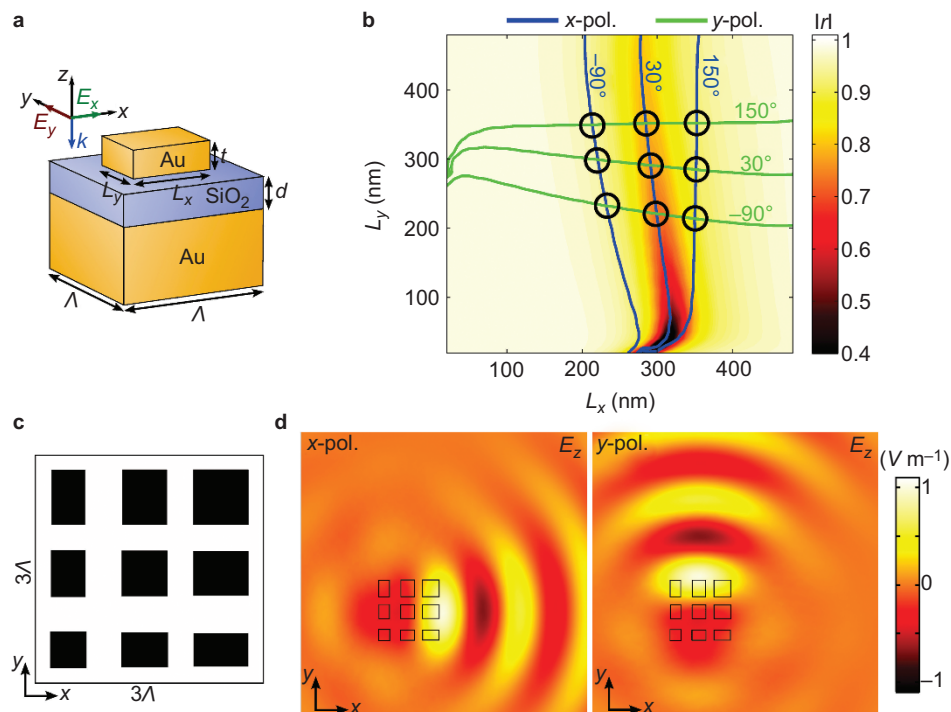 a
z
y
E_x
x
E_y
k
Au
t
L_y
L_x
SiO₂
d
Au
Λ
Λ
b
x-pol.
y-pol.
|r|
–90°
30°
150°
150°
30°
–90°
400
300
200
100
L_y (nm)
100
200
300
400
L_x (nm)
1
0.9
0.8
0.7
0.6
0.5
0.4
c
3Λ
y
x
3Λ
d
x-pol.
E_z
y
x
y-pol.
E_z
y
x
(V m⁻¹)
1
0
–1